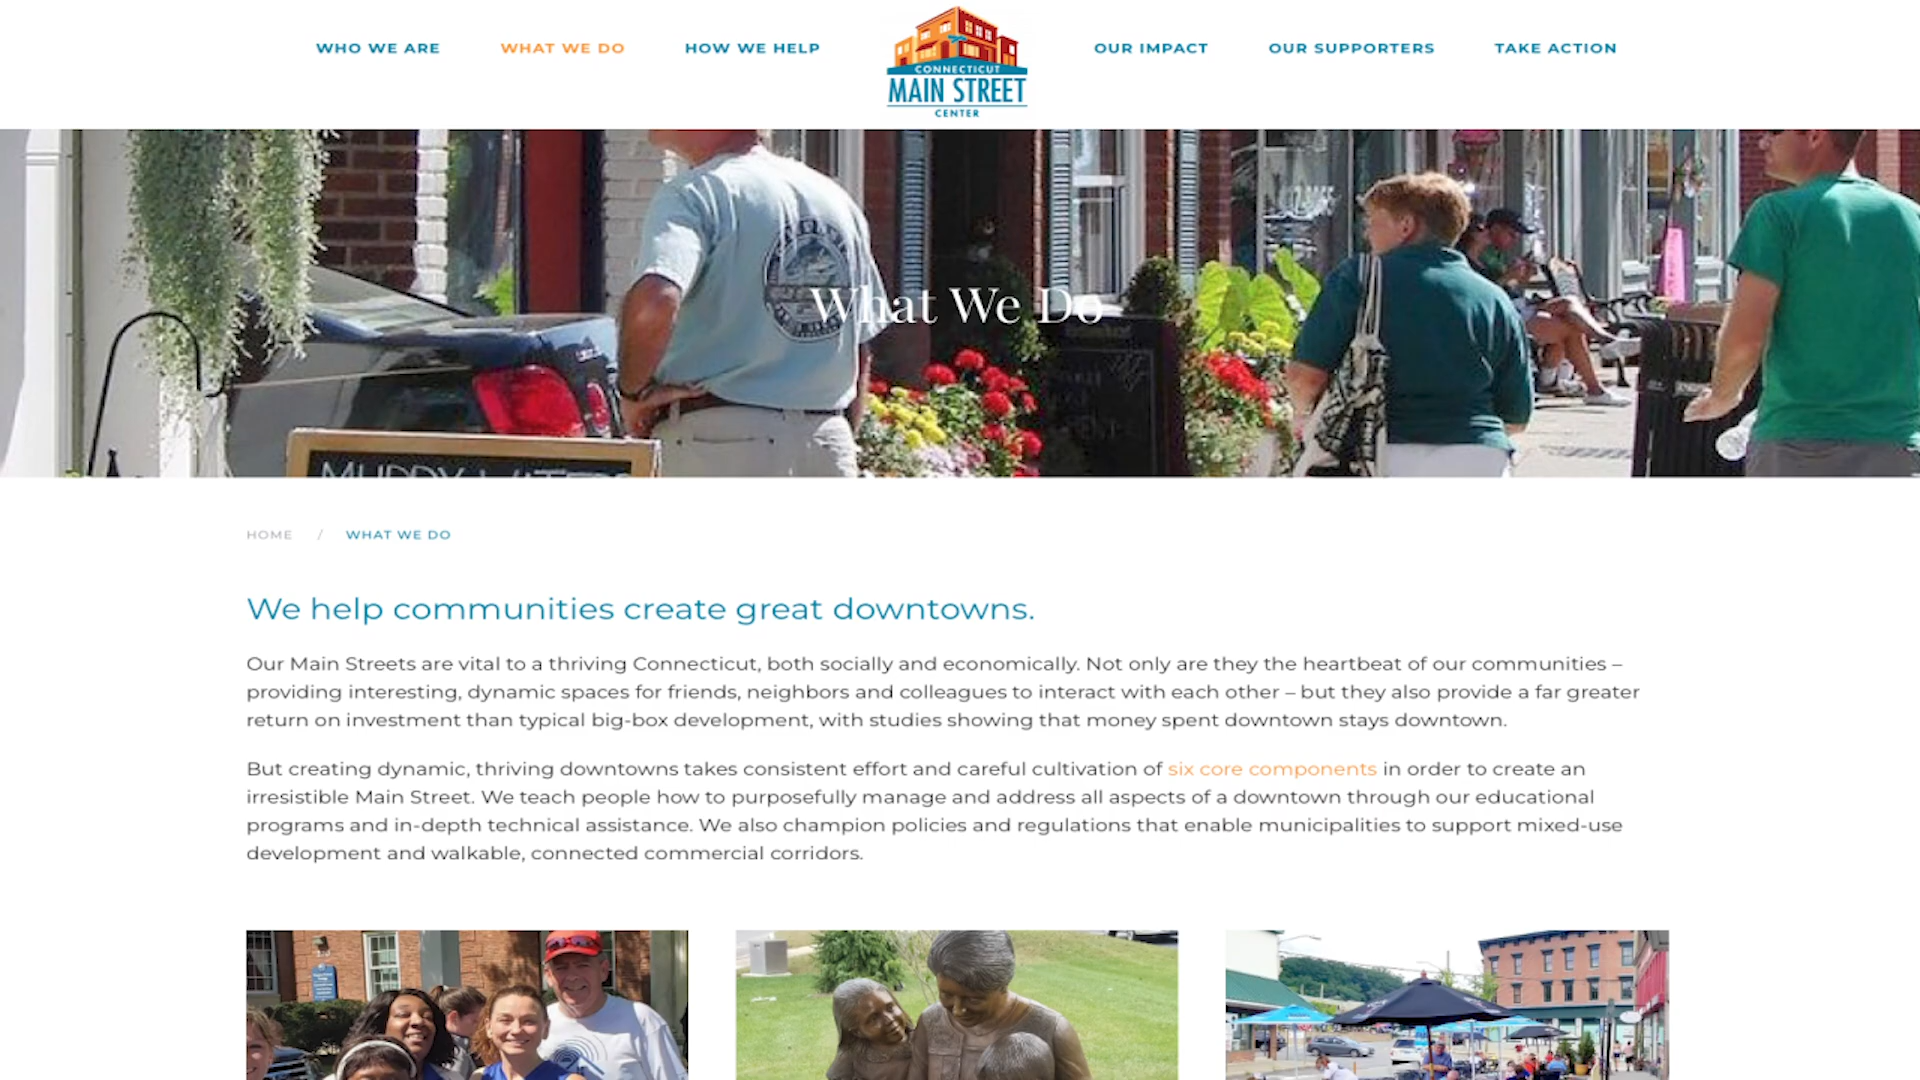 WHO WE ARE
WHAT WE DO
HOW WE HELP
CONNECTICUT
MAIN STREET
CENTER
OUR IMPACT
OUR SUPPORTERS
TAKE ACTION
What We Do
MUDDY WATERS
HOME / WHAT WE DO
We help communities create great downtowns.
Our Main Streets are vital to a thriving Connecticut, both socially and economically. Not only are they the heartbeat of our communities –
providing interesting, dynamic spaces for friends, neighbors and colleagues to interact with each other – but they also provide a far greater
return on investment than typical big-box development, with studies showing that money spent downtown stays downtown.
But creating dynamic, thriving downtowns takes consistent effort and careful cultivation of six core components in order to create an
irresistible Main Street. We teach people how to purposefully manage and address all aspects of a downtown through our educational
programs and in-depth technical assistance. We also champion policies and regulations that enable municipalities to support mixed-use
development and walkable, connected commercial corridors.